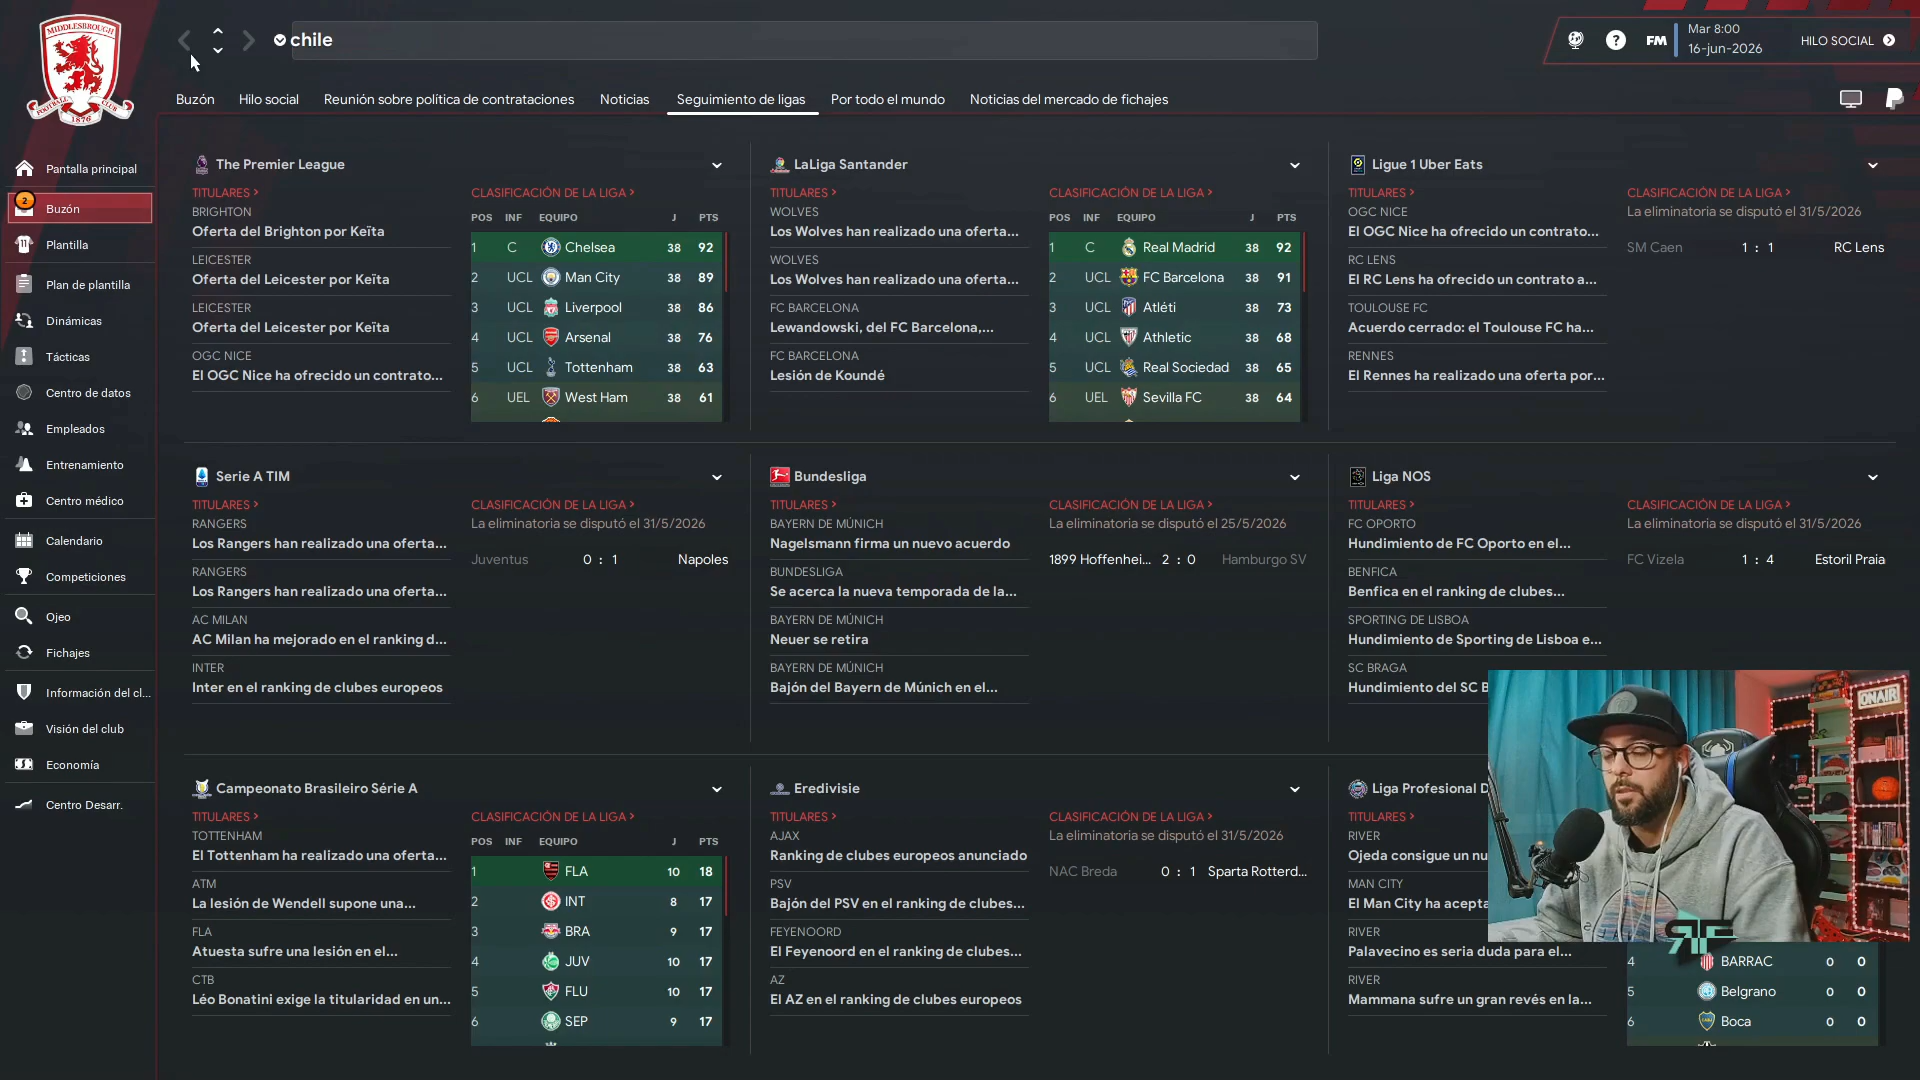 MIDDLESBROUGH
FOOTBALL CLUB
1876
chile
FM
Mar 8:00
16-jun-2026
HILO SOCIAL
Buzón
Hilo social
Reunión sobre política de contrataciones
Noticias
Seguimiento de ligas
Por todo el mundo
Noticias del mercado de fichajes
Pantalla principal
2
Buzón
11
Plantilla
Plan de plantilla
Dinámicas
Tácticas
Centro de datos
Empleados
Entrenamiento
Centro médico
Calendario
Competiciones
Ojeo
Fichajes
Información del cl...
Visión del club
Economía
Centro Desarr.
The Premier League
TITULARES >
BRIGHTON
Oferta del Brighton por Keïta
LEICESTER
Oferta del Leicester por Keïta
LEICESTER
Oferta del Leicester por Keïta
OGC NICE
El OGC Nice ha ofrecido un contrato...
CLASIFICACIÓN DE LA LIGA >
POS INF EQUIPO J PTS
1 C Chelsea 38 92
2 UCL Man City 38 89
3 UCL Liverpool 38 86
4 UCL Arsenal 38 76
5 UCL Tottenham 38 63
6 UEL West Ham 38 61
LaLiga Santander
TITULARES >
WOLVES
Los Wolves han realizado una oferta...
WOLVES
Los Wolves han realizado una oferta...
FC BARCELONA
Lewandowski, del FC Barcelona,...
FC BARCELONA
Lesión de Koundé
CLASIFICACIÓN DE LA LIGA >
POS INF EQUIPO J PTS
1 C Real Madrid 38 92
2 UCL FC Barcelona 38 91
3 UCL Atléti 38 73
4 UCL Athletic 38 68
5 UCL Real Sociedad 38 65
6 UEL Sevilla FC 38 64
Ligue 1 Uber Eats
TITULARES >
OGC NICE
El OGC Nice ha ofrecido un contrato...
RC LENS
El RC Lens ha ofrecido un contrato a...
TOULOUSE FC
Acuerdo cerrado: el Toulouse FC ha...
RENNES
El Rennes ha realizado una oferta por...
CLASIFICACIÓN DE LA LIGA >
La eliminatoria se disputó el 31/5/2026
SM Caen 1 : 1 RC Lens
Serie A TIM
TITULARES >
RANGERS
Los Rangers han realizado una oferta...
RANGERS
Los Rangers han realizado una oferta...
AC MILAN
AC Milan ha mejorado en el ranking d...
INTER
Inter en el ranking de clubes europeos
CLASIFICACIÓN DE LA LIGA >
La eliminatoria se disputó el 31/5/2026
Juventus 0 : 1 Napoles
Bundesliga
TITULARES >
BAYERN DE MÚNICH
Nagelsmann firma un nuevo acuerdo
BUNDESLIGA
Se acerca la nueva temporada de la...
BAYERN DE MÚNICH
Neuer se retira
BAYERN DE MÚNICH
Bajón del Bayern de Múnich en el...
CLASIFICACIÓN DE LA LIGA >
La eliminatoria se disputó el 25/5/2026
1899 Hoffenhei... 2 : 0 Hamburgo SV
Liga NOS
TITULARES >
FC OPORTO
Hundimiento de FC Oporto en el...
BENFICA
Benfica en el ranking de clubes...
SPORTING DE LISBOA
Hundimiento de Sporting de Lisboa e...
SC BRAGA
Hundimiento del SC B
CLASIFICACIÓN DE LA LIGA >
La eliminatoria se disputó el 31/5/2026
FC Vizela 1 : 4 Estoril Praia
Campeonato Brasileiro Série A
TITULARES >
TOTTENHAM
El Tottenham ha realizado una oferta...
ATM
La lesión de Wendell supone una...
FLA
Atuesta sufre una lesión en el...
CTB
Léo Bonatini exige la titularidad en un...
CLASIFICACIÓN DE LA LIGA >
POS INF EQUIPO J PTS
1 FLA 10 18
2 INT 8 17
3 BRA 9 17
4 JUV 10 17
5 FLU 10 17
6 SEP 9 17
Eredivisie
TITULARES >
AJAX
Ranking de clubes europeos anunciado
PSV
Bajón del PSV en el ranking de clubes...
FEYENOORD
El Feyenoord en el ranking de clubes...
AZ
El AZ en el ranking de clubes europeos
CLASIFICACIÓN DE LA LIGA >
La eliminatoria se disputó el 31/5/2026
NAC Breda 0 : 1 Sparta Rotterd...
Liga Profesional D
TITULARES >
RIVER
Ojeda consigue un nu
MAN CITY
El Man City ha acepta
RIVER
Palavecino es seria duda para el...
RIVER
Mammana sufre un gran revés en la...
4 BARRAC 0 0
5 Belgrano 0 0
6 Boca 0 0
ON AIR